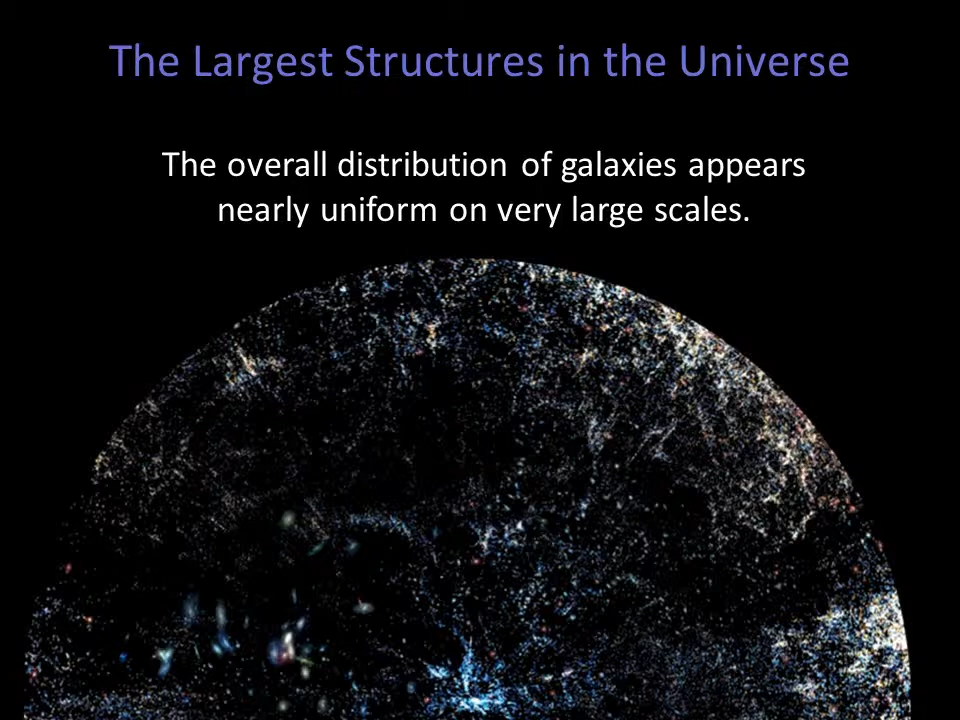 The Largest Structures in the Universe
The overall distribution of galaxies appears
nearly uniform on very large scales.